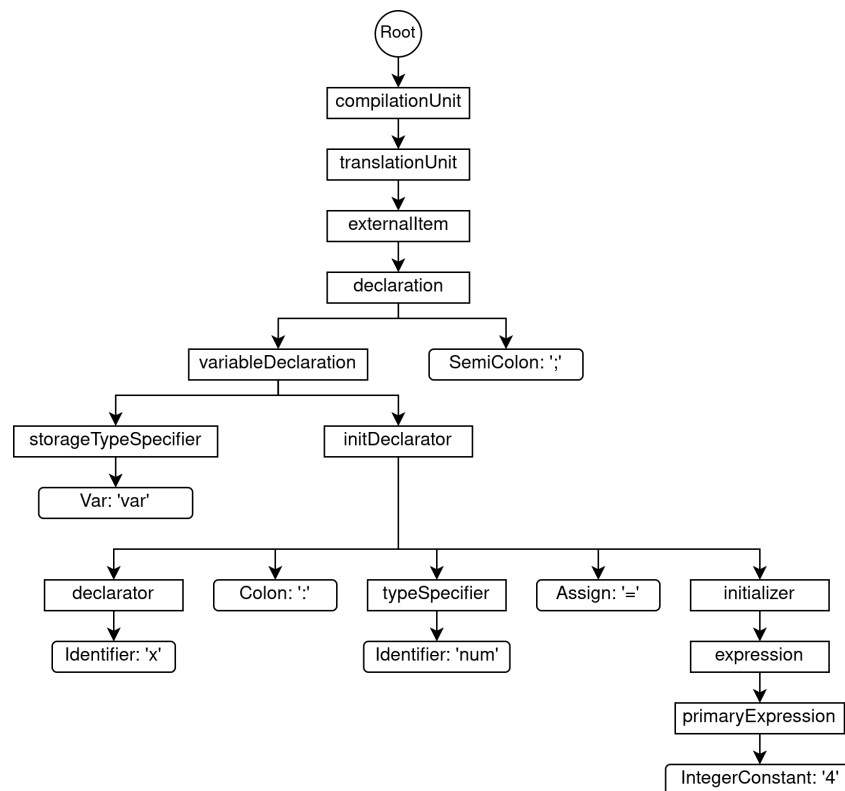 Root
compilationUnit
translationUnit
externalItem
declaration
variableDeclaration
SemiColon: ';'
storageTypeSpecifier
initDeclarator
Var: 'var'
declarator
Colon: ':'
typeSpecifier
Assign: '='
initializer
Identifier: 'x'
Identifier: 'num'
expression
primaryExpression
IntegerConstant: '4'